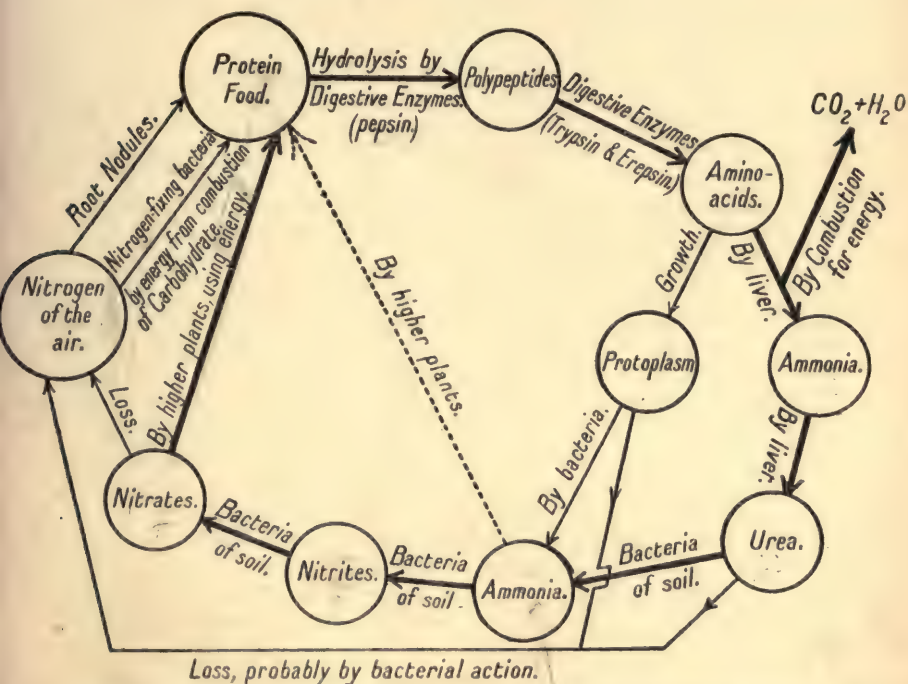 Protein
Food.
Hydrolysis by
Digestive Enzymes.
(pepsin.)
Polypeptides
Digestive Enzymes
(Trypsin & Erepsin.)
Amino-
acids.
CO₂+H₂O
By Combustion
for energy.
Root Nodules.
Nitrogen-fixing bacteria
by energy from combustion
of Carbohydrate.
By higher plants, using energy.
Nitrogen
of the
air.
By higher plants.
Growth.
By liver.
Protoplasm
Ammonia.
Loss.
By bacteria.
By liver.
Nitrates.
Bacteria
of soil.
Nitrites.
Bacteria
of soil
Ammonia.
Bacteria
of soil.
Urea.
Loss, probably by bacterial action.